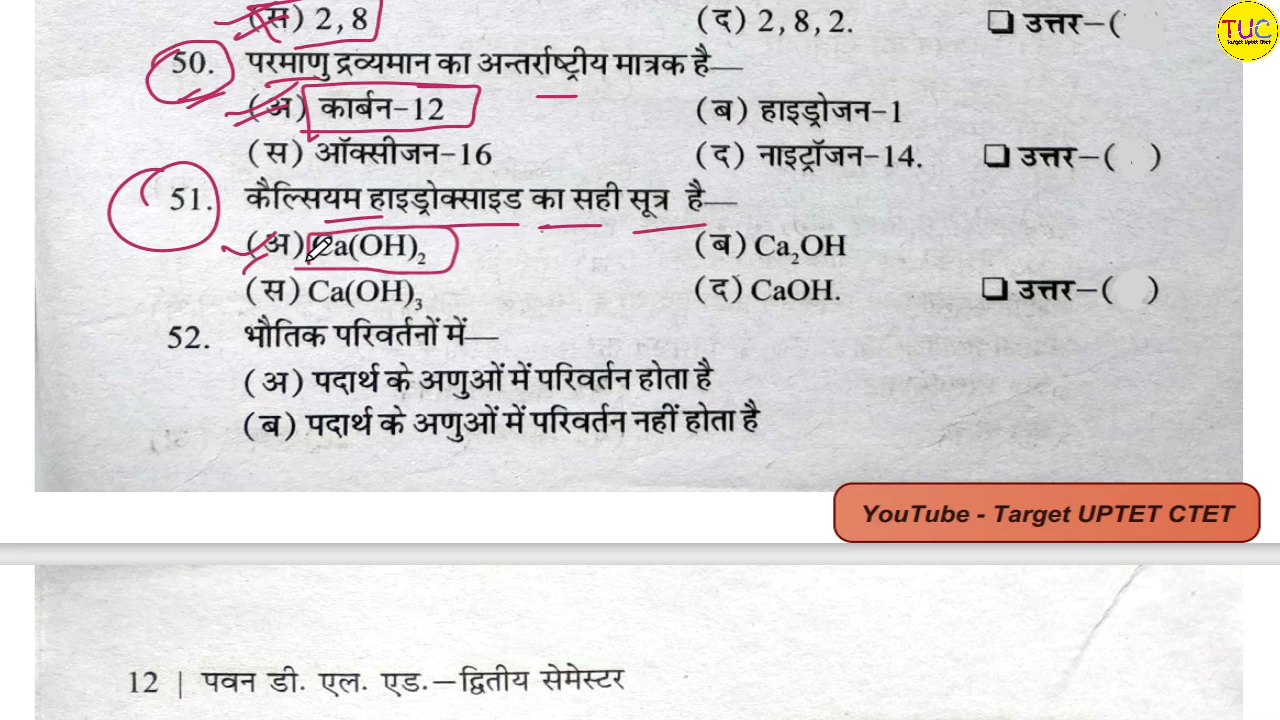 (स) 2, 8 (द) 2, 8, 2. ❑ उत्तर–(
TUC
Target Uptet Ctet
50. परमाणु द्रव्यमान का अन्तर्राष्ट्रीय मात्रक है—
(अ) कार्बन-12 (ब) हाइड्रोजन-1
(स) ऑक्सीजन-16 (द) नाइट्रॉजन-14. ❑ उत्तर–( )
51. कैल्सियम हाइड्रोक्साइड का सही सूत्र है—
(अ) Ca(OH)₂ (ब) Ca₂OH
(स) Ca(OH)₃ (द) CaOH. ❑ उत्तर–( )
52. भौतिक परिवर्तनों में—
(अ) पदार्थ के अणुओं में परिवर्तन होता है
(ब) पदार्थ के अणुओं में परिवर्तन नहीं होता है
YouTube - Target UPTET CTET
12 | पवन डी. एल. एड.–द्वितीय सेमेस्टर